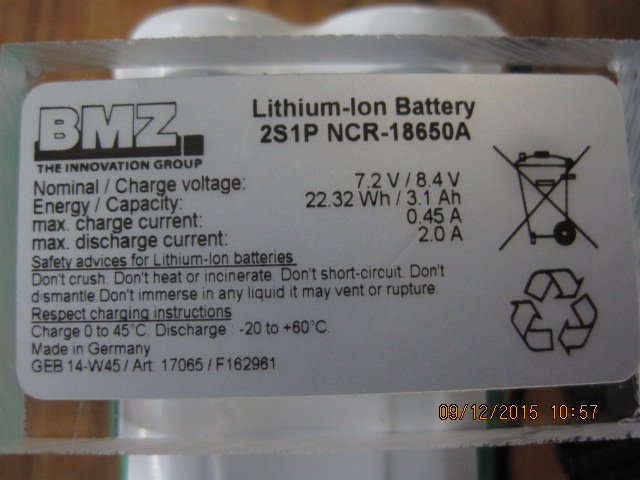 BMZ
THE INNOVATION GROUP
Lithium-Ion Battery
2S1P NCR-18650A
Nominal / Charge voltage: 7.2 V / 8.4 V
Energy / Capacity: 22.32 Wh / 3.1 Ah
max. charge current: 0.45 A
max. discharge current: 2.0 A
Safety advices for Lithium-Ion batteries
Don't crush. Don't heat or incinerate. Don't short-circuit. Don't
dismantle Don't immerse in any liquid it may vent or rupture.
Respect charging instructions
Charge 0 to 45°C. Discharge : -20 to +60°C.
Made in Germany
GEB 14-W45 / Art: 17065 / F162961
09/12/2015 10:57